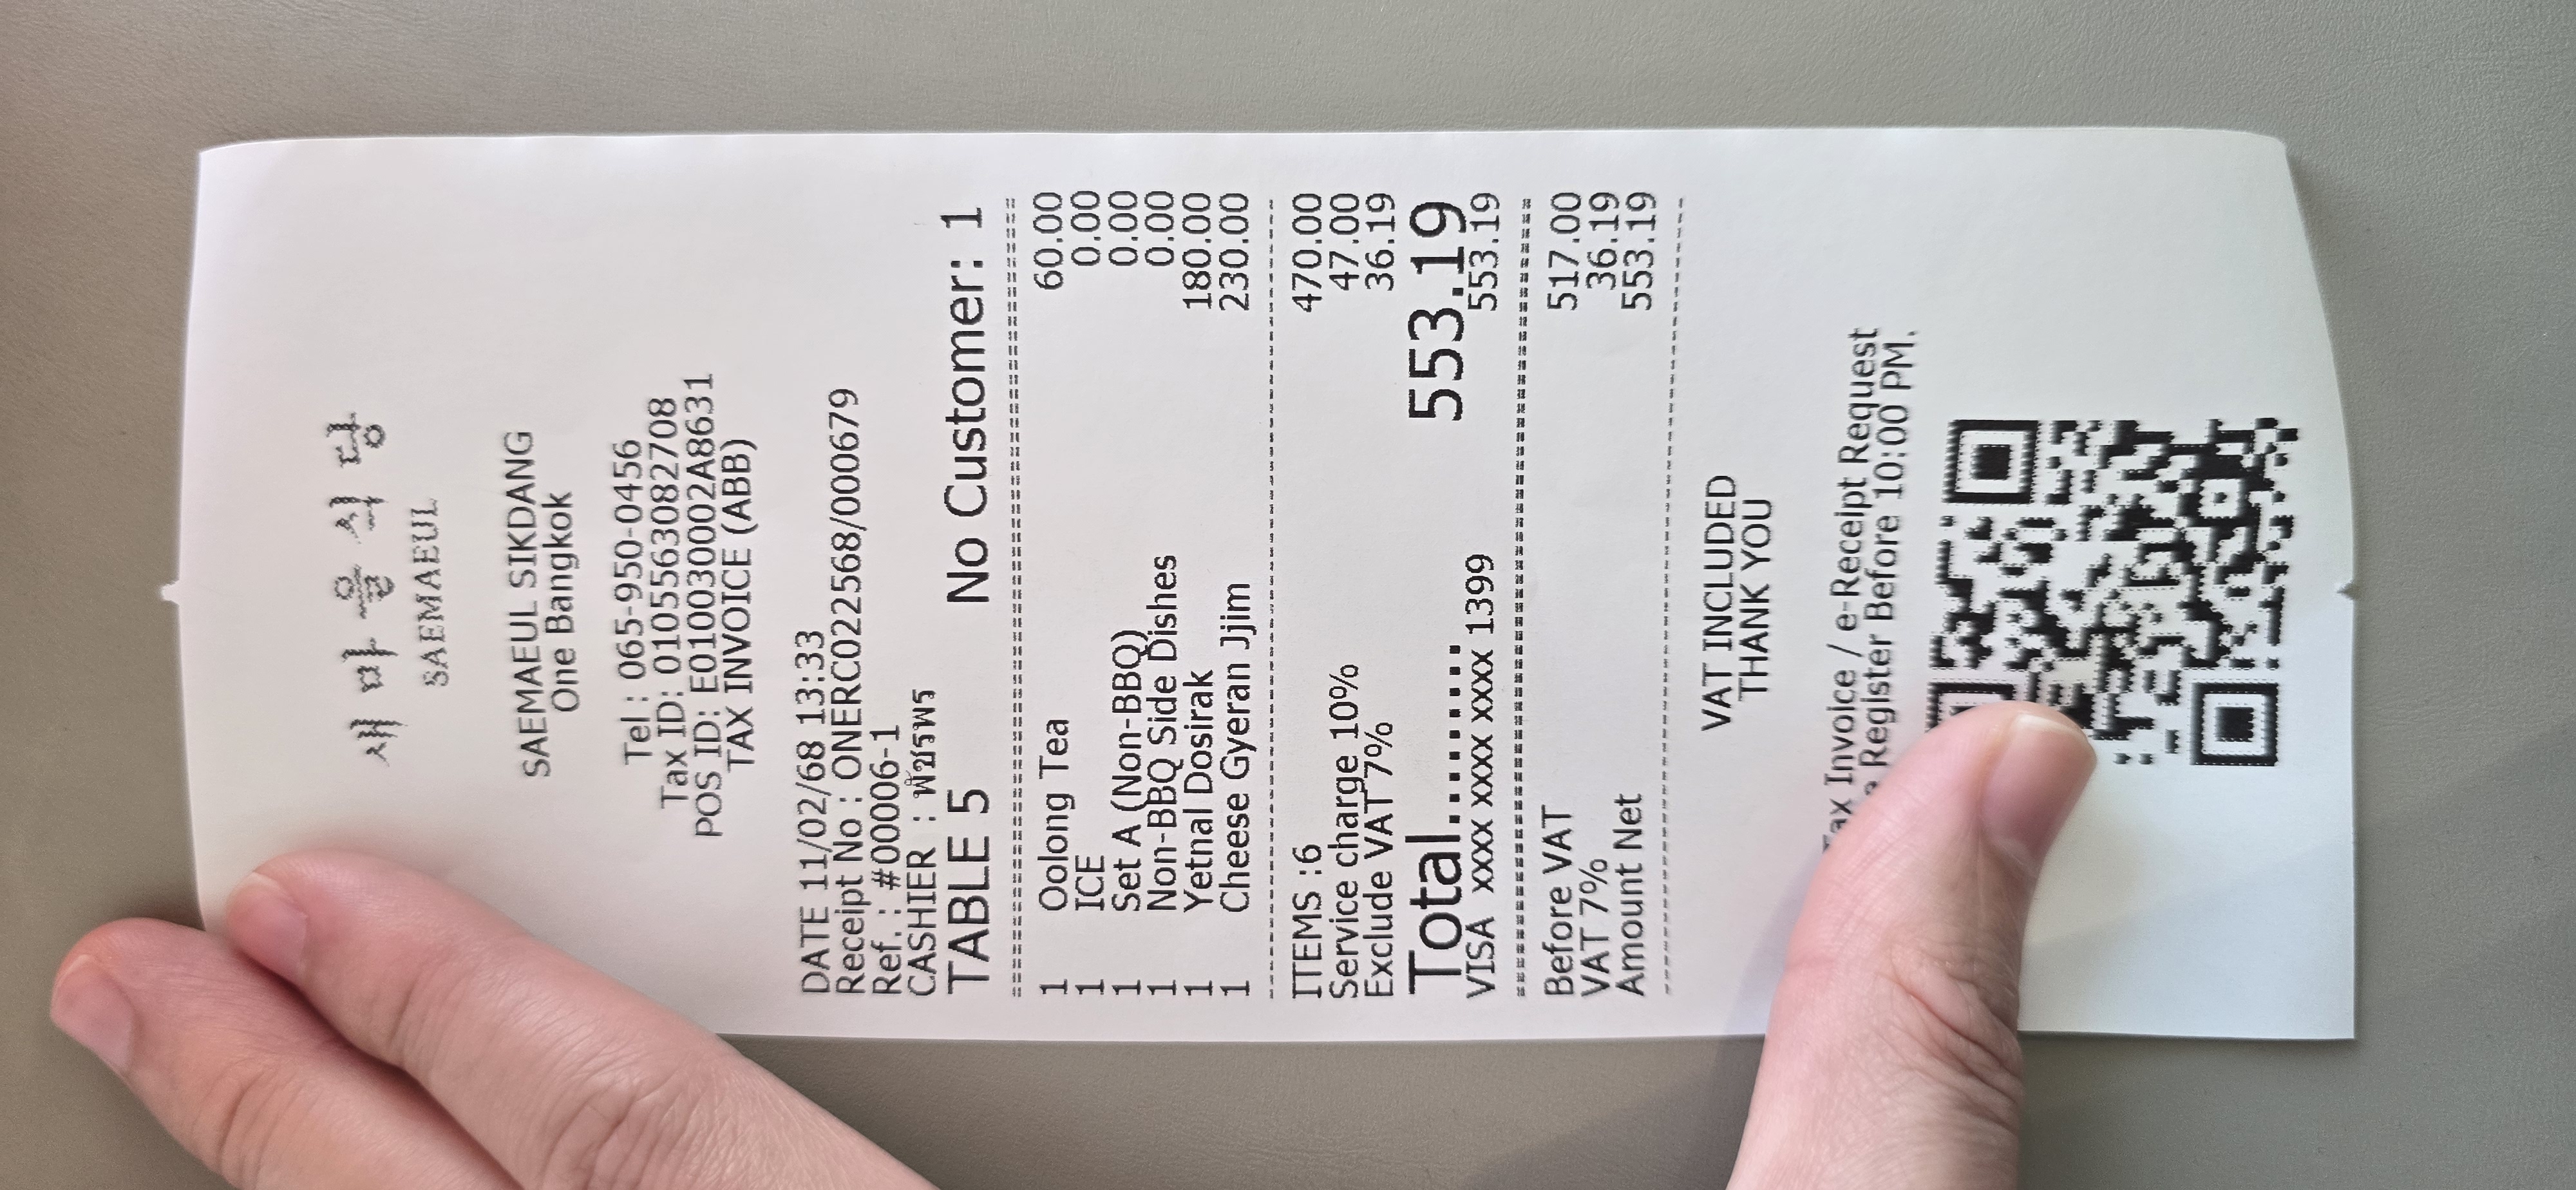 새마을식당
SAEMAEUL
SAEMAEUL SIKDANG
One Bangkok
Tel : 065-950-0456
Tax ID: 0105563082708
POS ID: E010030002A8631
TAX INVOICE (ABB)
DATE 11/02/68 13:33
Receipt No : ONERC022568/000679
Ref. : #00006-1
CASHIER : พัชรพร
TABLE 5 No Customer: 1
1 Oolong Tea 60.00
1 ICE 0.00
1 Set A (Non-BBQ) 0.00
1 Non-BBQ Side Dishes 0.00
1 Yetnal Dosirak 180.00
1 Cheese Gyeran Jjim 230.00
ITEMS :6 470.00
Service charge 10% 47.00
Exclude VAT 7% 36.19
Total.......... 553.19
VISA xxxx xxxx xxxx 1399 553.19
Before VAT 517.00
VAT 7% 36.19
Amount Net 553.19
VAT INCLUDED
THANK YOU
Tax Invoice / e-Receipt Request
Register Before 10:00 PM.